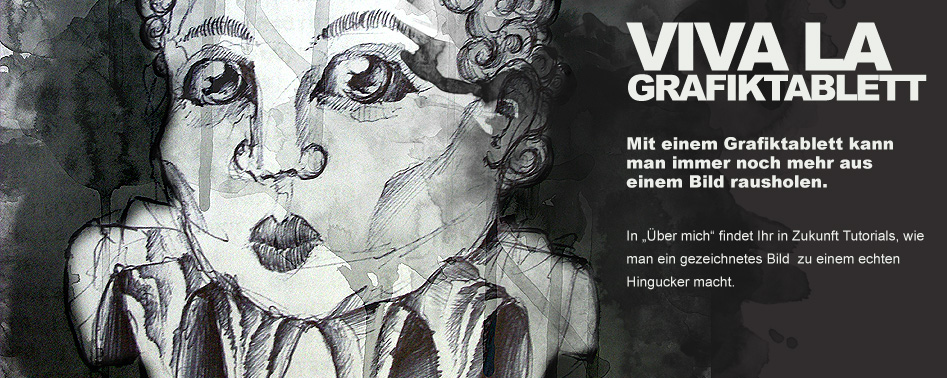 VIVA LA
GRAFIKTABLETT
Mit einem Grafiktablett kann
man immer noch mehr aus
einem Bild rausholen.
In „Über mich“ findet Ihr in Zukunft Tutorials, wie
man ein gezeichnetes Bild  zu einem echten
Hingucker macht.